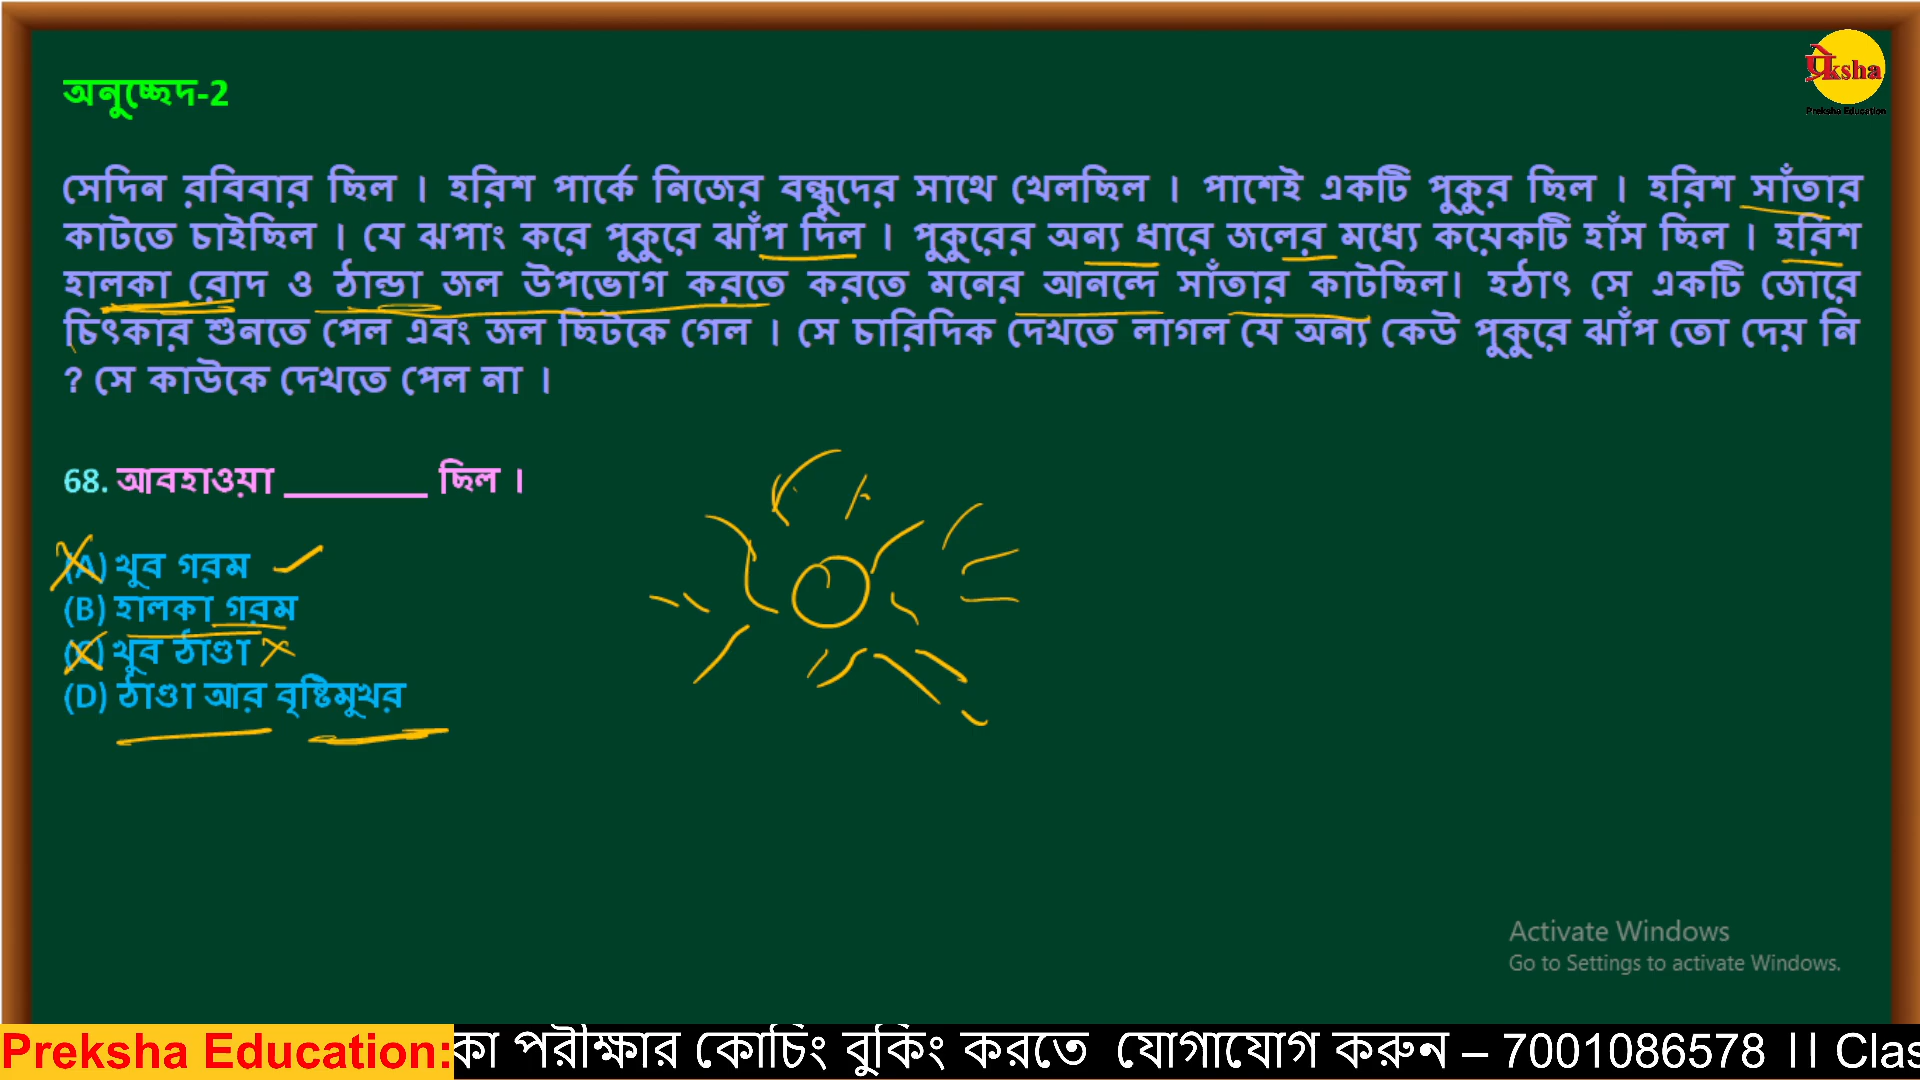 প্রেksha
Preksha Education
অনুচ্ছেদ-2
সেদিন রবিবার ছিল । হরিশ পার্কে নিজের বন্ধুদের সাথে খেলছিল । পাশেই একটি পুকুর ছিল । হরিশ সাঁতার
কাটতে চাইছিল । যে ঝপাং করে পুকুরে ঝাঁপ দিল । পুকুরের অন্য ধারে জলের মধ্যে কয়েকটি হাঁস ছিল । হরিশ
হালকা রোদ ও ঠান্ডা জল উপভোগ করতে করতে মনের আনন্দে সাঁতার কাটছিল। হঠাৎ সে একটি জোরে
চিৎকার শুনতে পেল এবং জল ছিটকে গেল । সে চারিদিক দেখতে লাগল যে অন্য কেউ পুকুরে ঝাঁপ তো দেয় নি
? সে কাউকে দেখতে পেল না ।
68. আবহাওয়া ________ ছিল ।
(A) খুব গরম
(B) হালকা গরম
(C) খুব ঠাণ্ডা
(D) ঠাণ্ডা আর বৃষ্টিমুখর
Activate Windows
Go to Settings to activate Windows.
Preksha Education: কা পরীক্ষার কোচিং বুকিং করতে যোগাযোগ করুন – 7001086578 ।। Clas